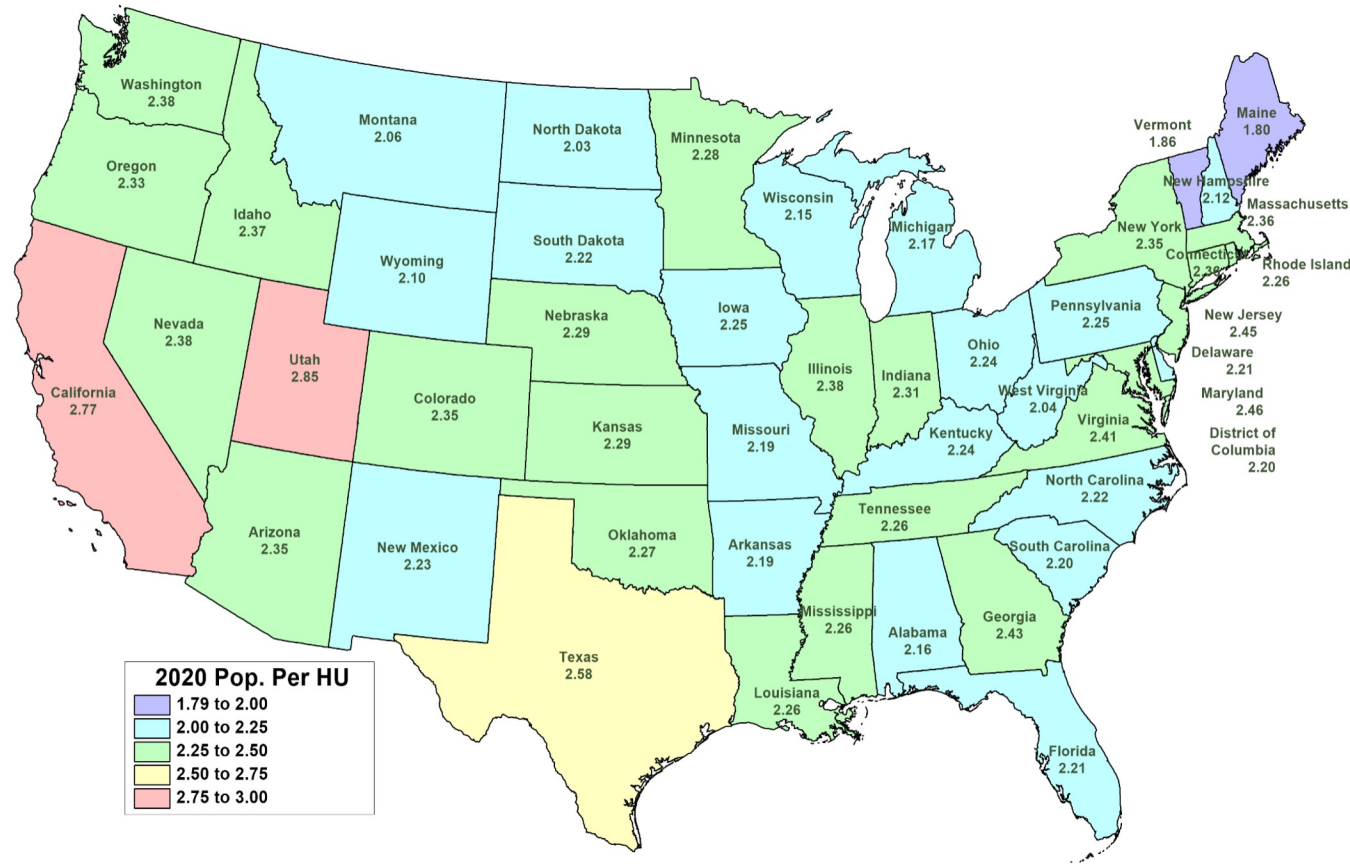 Washington
2.38
Montana
2.06
North Dakota
2.03
Minnesota
2.28
Vermont
1.86
Maine
1.80
Oregon
2.33
Idaho
2.37
Wyoming
2.10
South Dakota
2.22
Wisconsin
2.15
Michigan
2.17
New York
2.35
New Hampshire
2.12
Massachusetts
2.36
Connecticut
2.36
Rhode Island
2.26
Nevada
2.38
Utah
2.85
Colorado
2.35
Nebraska
2.29
Iowa
2.25
Illinois
2.38
Indiana
2.31
Ohio
2.24
Pennsylvania
2.25
New Jersey
2.45
Delaware
2.21
Maryland
2.46
District of
Columbia
2.20
California
2.77
Kansas
2.29
Missouri
2.19
Kentucky
2.24
West Virginia
2.04
Virginia
2.41
Arizona
2.35
New Mexico
2.23
Oklahoma
2.27
Arkansas
2.19
Tennessee
2.26
North Carolina
2.22
South Carolina
2.20
Texas
2.58
Louisiana
2.26
Mississippi
2.26
Alabama
2.16
Georgia
2.43
Florida
2.21
2020 Pop. Per HU
1.79 to 2.00
2.00 to 2.25
2.25 to 2.50
2.50 to 2.75
2.75 to 3.00